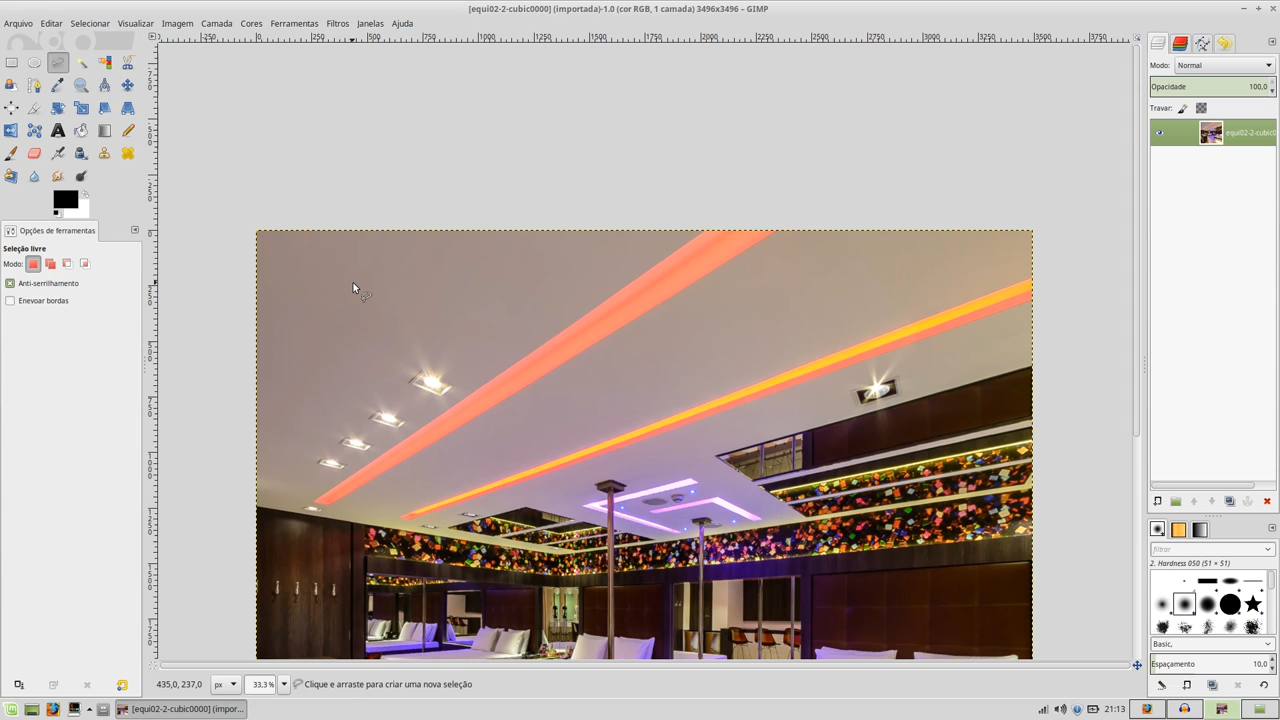 [equi02-2-cubic0000] (importada)-1.0 (cor RGB, 1 camada) 3496x3496 – GIMP
Arquivo Editar Selecionar Visualizar Imagem Camada Cores Ferramentas Filtros Janelas Ajuda
Modo: Normal
Opacidade 100,0
Travar:
equi02-2-cubic0
Opções de ferramentas
Seleção livre
Modo:
Anti-serrilhamento
Enevoar bordas
0 250 500 750 1000 1250 1500 1750 2000 2250 2500 2750 3000 3250 3500 3750
filtrar
2. Hardness 050 (51 × 51)
Basic,
Espaçamento 10,0
435,0, 237,0 px 33,3% Clique e arraste para criar uma nova seleção
[equi02-2-cubic0000] (impor...
21:13